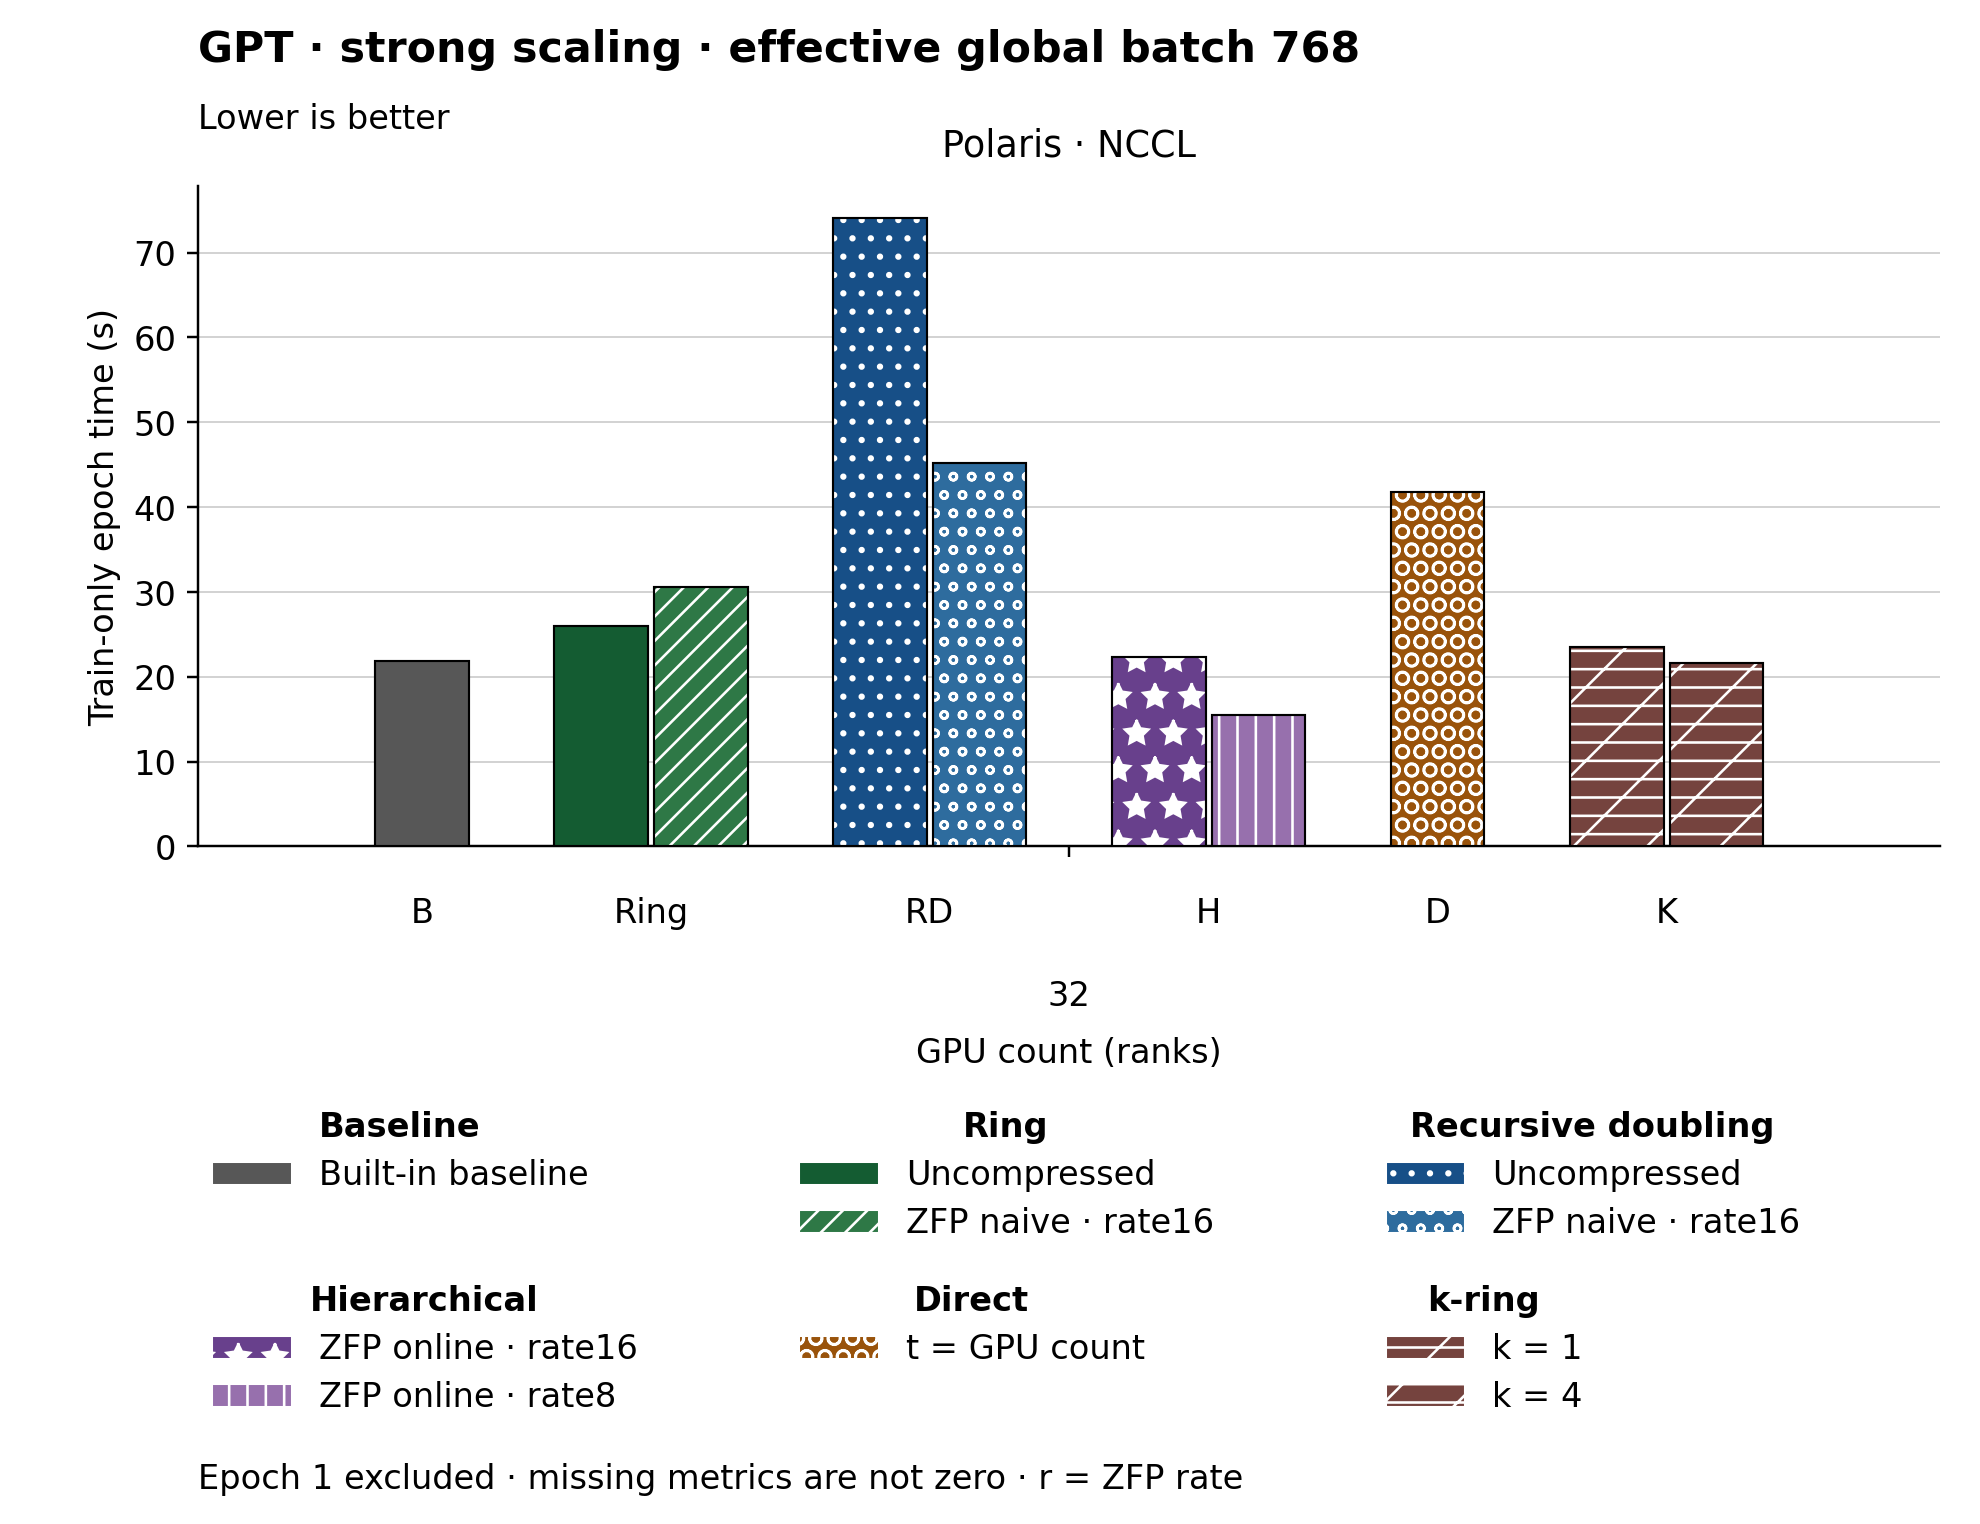 GPT · strong scaling · effective global batch 768
Lower is better
Polaris · NCCL
Train-only epoch time (s)
70
60
50
40
30
20
10
0
B Ring RD H D K
32
GPU count (ranks)
Baseline
Built-in baseline
Ring
Uncompressed
ZFP naive · rate16
Recursive doubling
Uncompressed
ZFP naive · rate16
Hierarchical
ZFP online · rate16
ZFP online · rate8
Direct
t = GPU count
k-ring
k = 1
k = 4
Epoch 1 excluded · missing metrics are not zero · r = ZFP rate